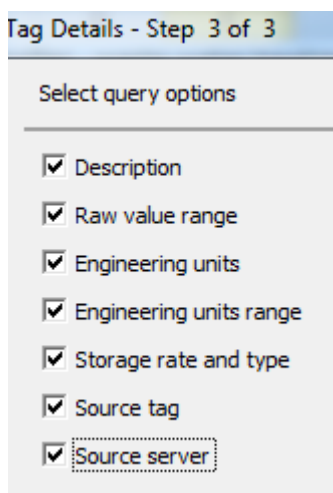 Tag Details - Step 3 of 3
Select query options
Description
Raw value range
Engineering units
Engineering units range
Storage rate and type
Source tag
Source server